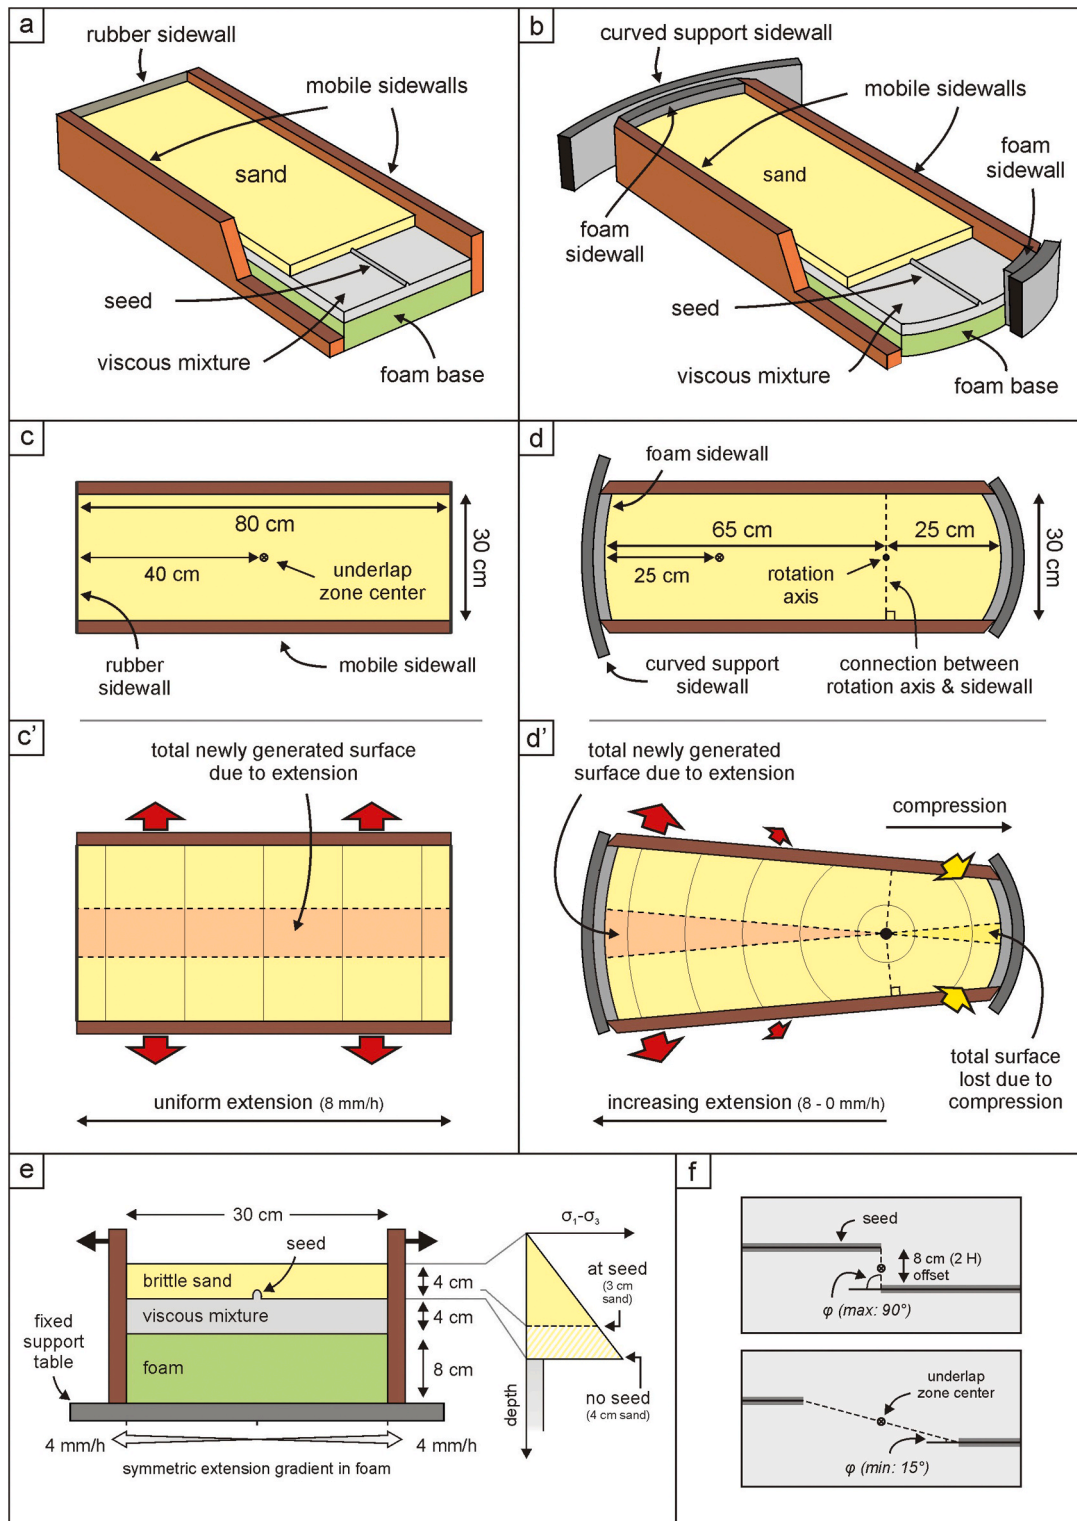 a
rubber sidewall
mobile sidewalls
sand
seed
viscous mixture
foam base
b
curved support sidewall
mobile sidewalls
foam
sidewall
sand
foam
sidewall
seed
viscous mixture
foam base
c
80 cm
40 cm
underlap
zone center
30 cm
rubber
sidewall
mobile sidewall
d
foam sidewall
65 cm
25 cm
25 cm
rotation
axis
30 cm
curved support
sidewall
connection between
rotation axis & sidewall
c'
total newly generated surface
due to extension
uniform extension (8 mm/h)
d'
total newly generated
surface due to extension
compression
total surface
lost due to
compression
increasing extension (8 - 0 mm/h)
e
30 cm
seed
brittle sand
viscous mixture
foam
4 cm
4 cm
8 cm
fixed
support
table
4 mm/h
4 mm/h
symmetric extension gradient in foam
σ₁-σ₃
at seed
(3 cm
sand)
no seed
(4 cm sand)
depth
f
seed
8 cm (2 H)
offset
φ (max: 90°)
underlap
zone center
φ (min: 15°)